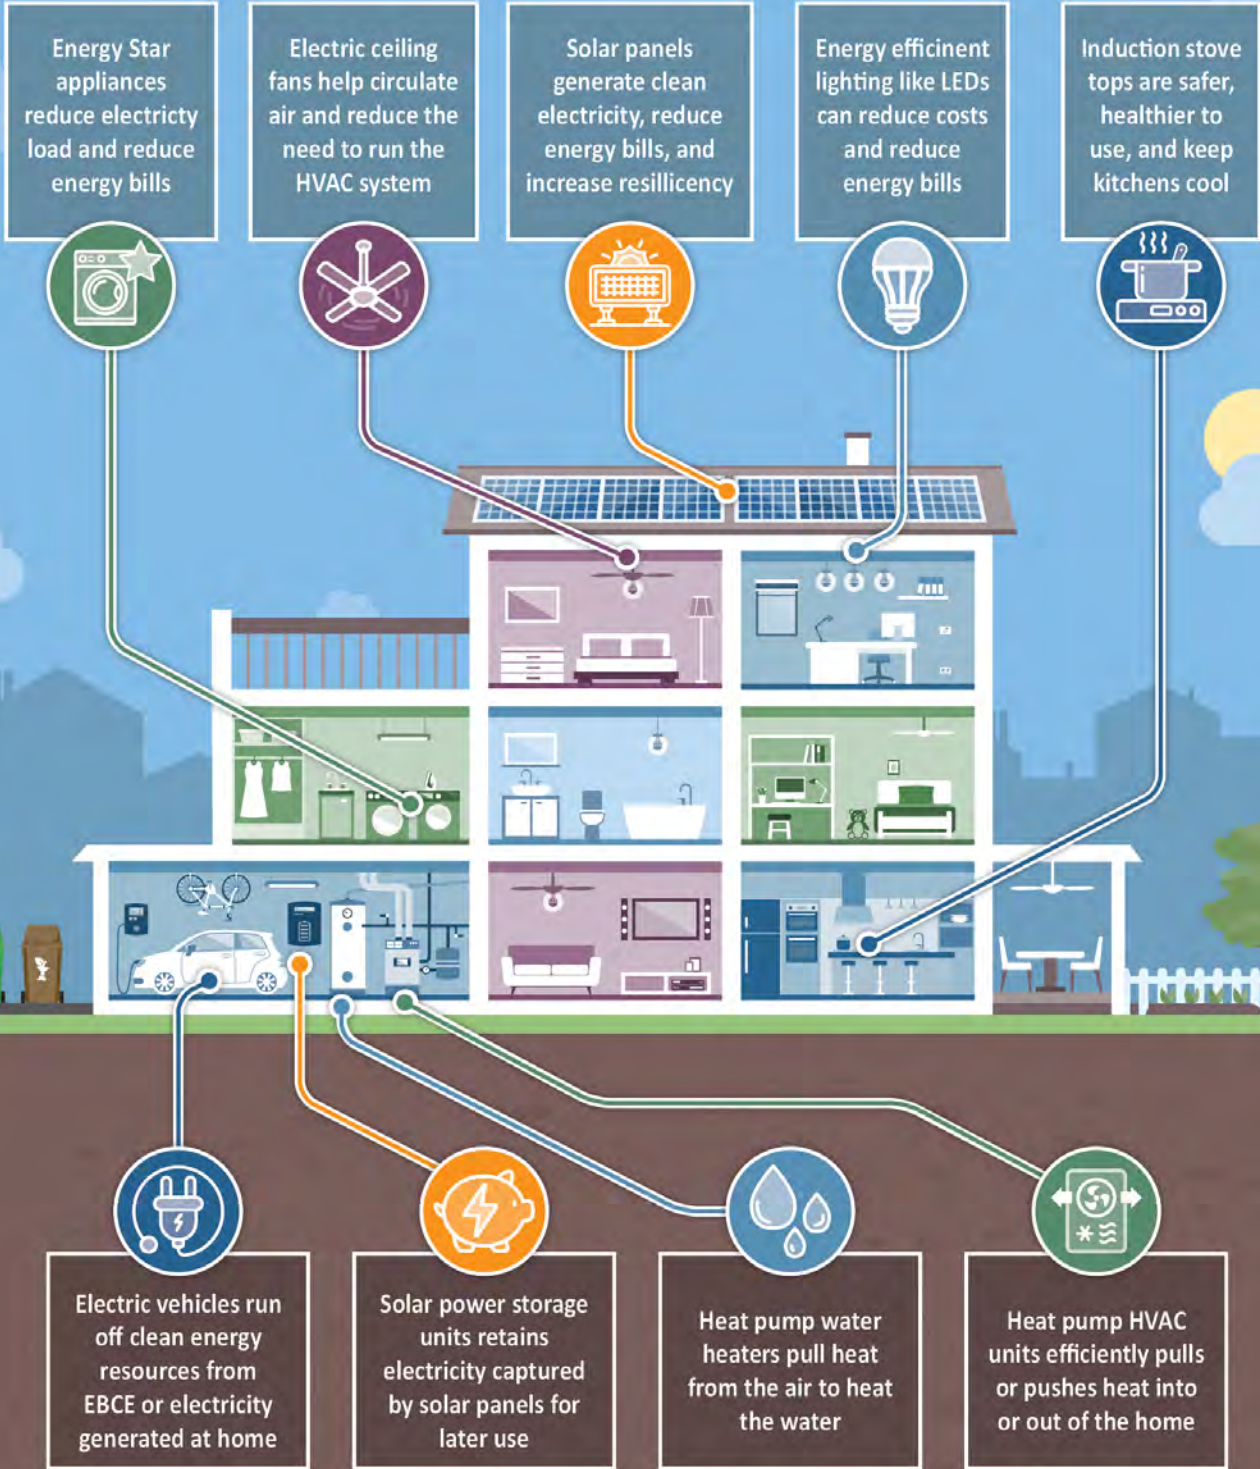 Energy Star
appliances
reduce electricty
load and reduce
energy bills
Electric ceiling
fans help circulate
air and reduce the
need to run the
HVAC system
Solar panels
generate clean
electricity, reduce
energy bills, and
increase resillicency
Energy efficinent
lighting like LEDs
can reduce costs
and reduce
energy bills
Induction stove
tops are safer,
healthier to
use, and keep
kitchens cool
Electric vehicles run
off clean energy
resources from
EBCE or electricity
generated at home
Solar power storage
units retains
electricity captured
by solar panels for
later use
Heat pump water
heaters pull heat
from the air to heat
the water
Heat pump HVAC
units efficiently pulls
or pushes heat into
or out of the home